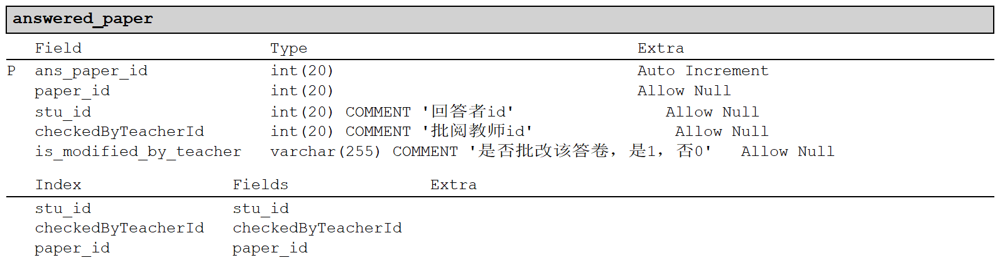 answered_paper
Field Type Extra
P ans_paper_id int(20) Auto Increment
paper_id int(20) Allow Null
stu_id int(20) COMMENT '回答者id' Allow Null
checkedByTeacherId int(20) COMMENT '批阅教师id' Allow Null
is_modified_by_teacher varchar(255) COMMENT '是否批改该答卷，是1，否0' Allow Null
Index Fields Extra
stu_id stu_id
checkedByTeacherId checkedByTeacherId
paper_id paper_id